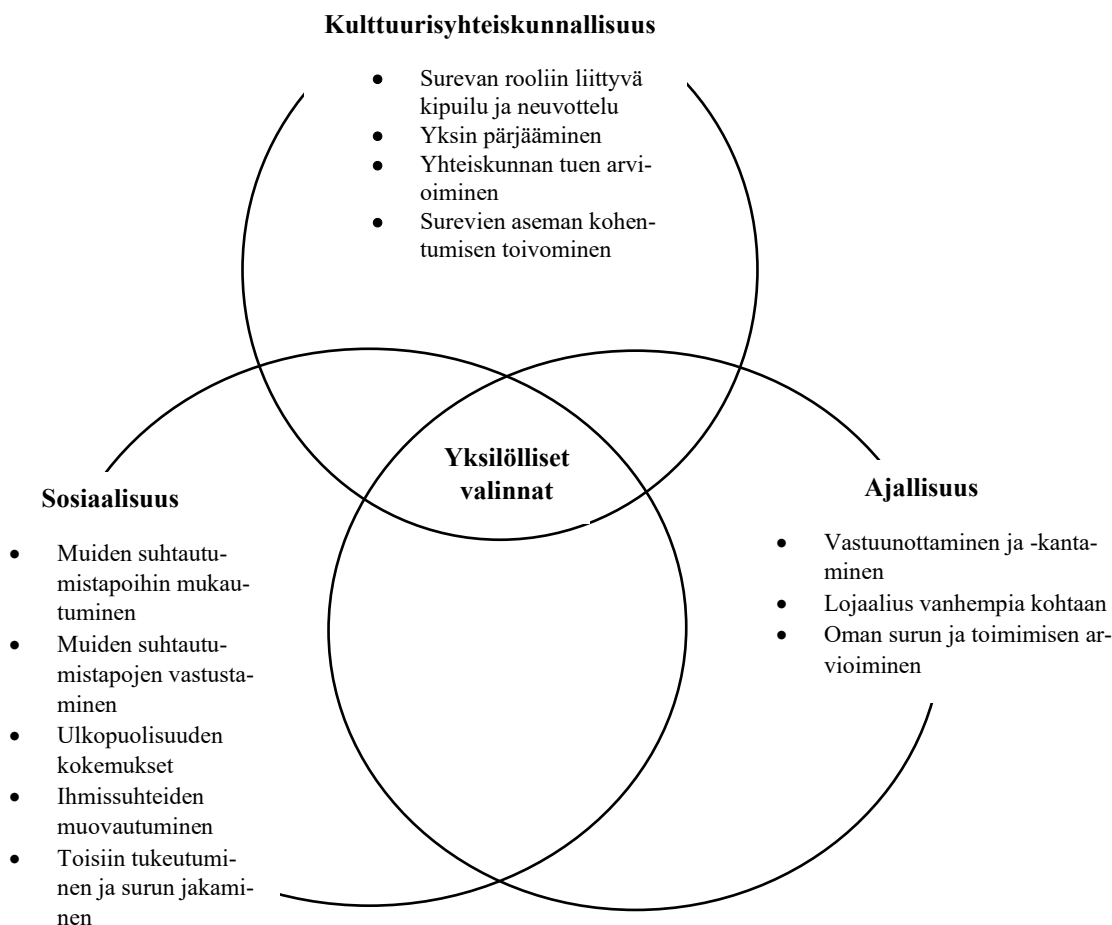 Kulttuurisyhteiskunnallisuus
• Surevan rooliin liittyvä
kipuilu ja neuvottelu
• Yksin pärjääminen
• Yhteiskunnan tuen arvi-
oiminen
• Surevien aseman kohen-
tumisen toivominen
Yksilölliset
valinnat
Sosiaalisuus
• Muiden suhtautu-
mistapoihin mukau-
tuminen
• Muiden suhtautu-
mistapojen vastusta-
minen
• Ulkopuolisuuden
kokemukset
• Ihmissuhteiden
muovautuminen
• Toisiin tukeutumi-
nen ja surun jakami-
nen
Ajallisuus
• Vastuunottaminen ja -kanta-
minen
• Lojaalius vanhempia kohtaan
• Oman surun ja toimimisen ar-
vioiminen